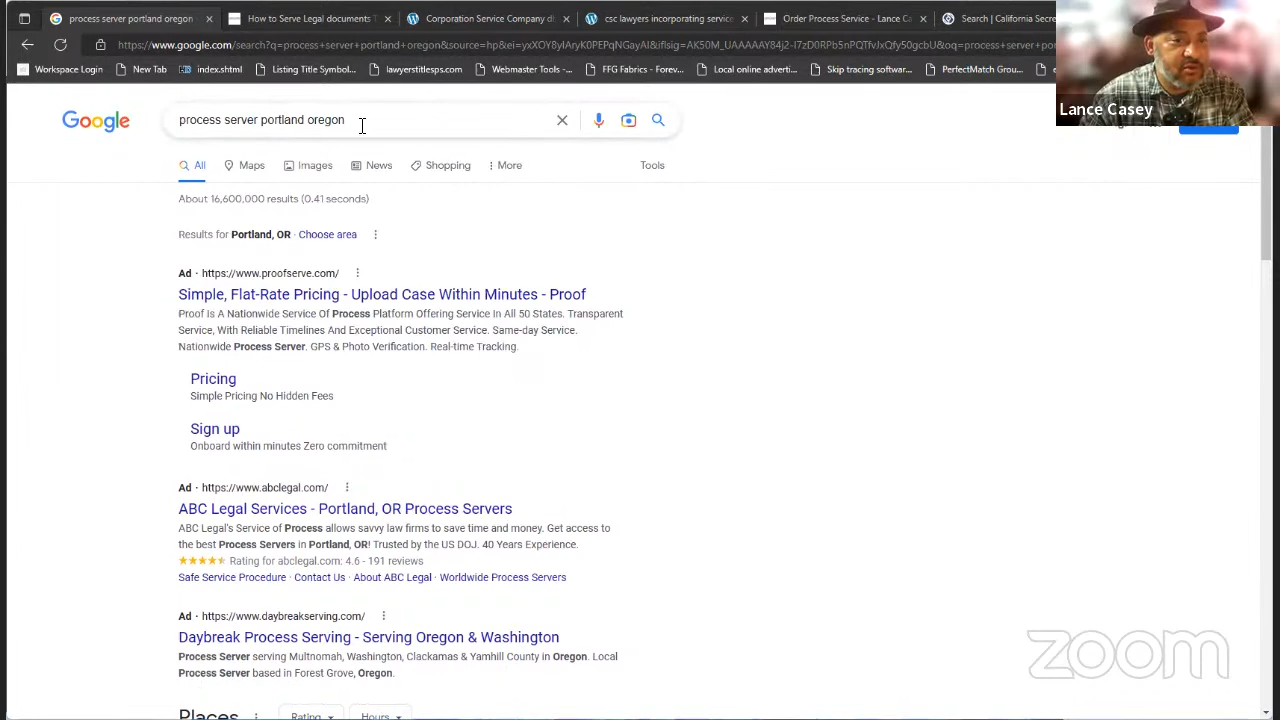 process server portland oregon
How to Serve Legal documents T
Corporation Service Company di
csc lawyers incorporating service
Order Process Service - Lance Ca
Search | California Secre
https://www.google.com/search?q=process+server+portland+oregon&source=hp&ei=
Workspace Login
New Tab
index.shtml
Listing Title Symbol...
lawyerstitleps.com
Webmaster Tools -...
FFG Fabrics - Forev...
Local online adverti...
Skip tracing softwar...
PerfectMatch Grou...
Lance Casey
Google
process server portland oregon
All
Maps
Images
News
Shopping
More
Tools
About 16,600,000 results (0.41 seconds)
Results for Portland, OR · Choose area
Ad · https://www.proofserve.com/
Simple, Flat-Rate Pricing - Upload Case Within Minutes - Proof
Proof Is A Nationwide Service Of Process Platform Offering Service In All 50 States. Transparent
Service, With Reliable Timelines And Exceptional Customer Service. Same-day Service.
Nationwide Process Server. GPS & Photo Verification. Real-time Tracking.
Pricing
Simple Pricing No Hidden Fees
Sign up
Onboard within minutes Zero commitment
Ad · https://www.abclegal.com/
ABC Legal Services - Portland, OR Process Servers
ABC Legal's Service of Process allows savvy law firms to save time and money. Get access to
the best Process Servers in Portland, OR! Trusted by the US DOJ. 40 Years Experience.
Rating for abclegal.com: 4.6 - 191 reviews
Safe Service Procedure · Contact Us · About ABC Legal · Worldwide Process Servers
Ad · https://www.daybreakserving.com/
Daybreak Process Serving - Serving Oregon & Washington
Process Server serving Multnomah, Washington, Clackamas & Yamhill County in Oregon. Local
Process Server based in Forest Grove, Oregon.
Places
Rating
Hours
zoom